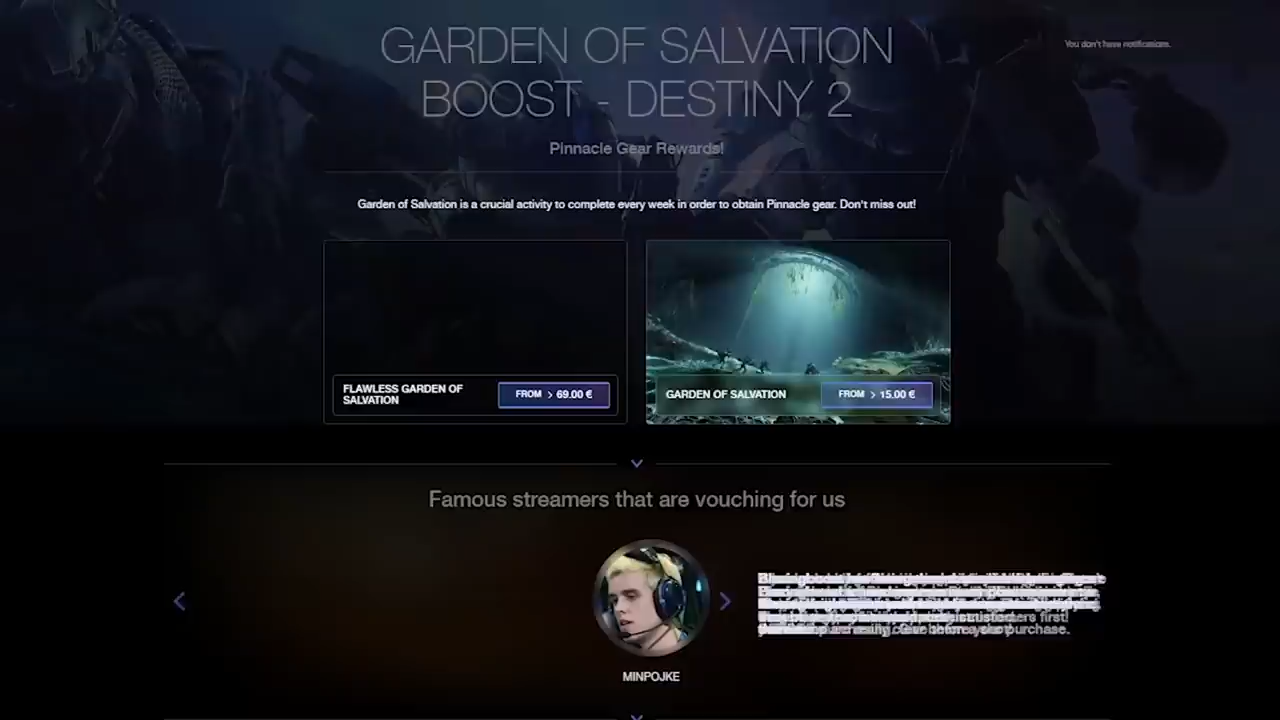 GARDEN OF SALVATION
BOOST - DESTINY 2
You don't have notifications.
Pinnacle Gear Rewards!
Garden of Salvation is a crucial activity to complete every week in order to obtain Pinnacle gear. Don't miss out!
FLAWLESS GARDEN OF
SALVATION
FROM > 69.00 €
GARDEN OF SALVATION
FROM > 15.00 €
Famous streamers that are vouching for us
first!
purchase.
MINPOJKE